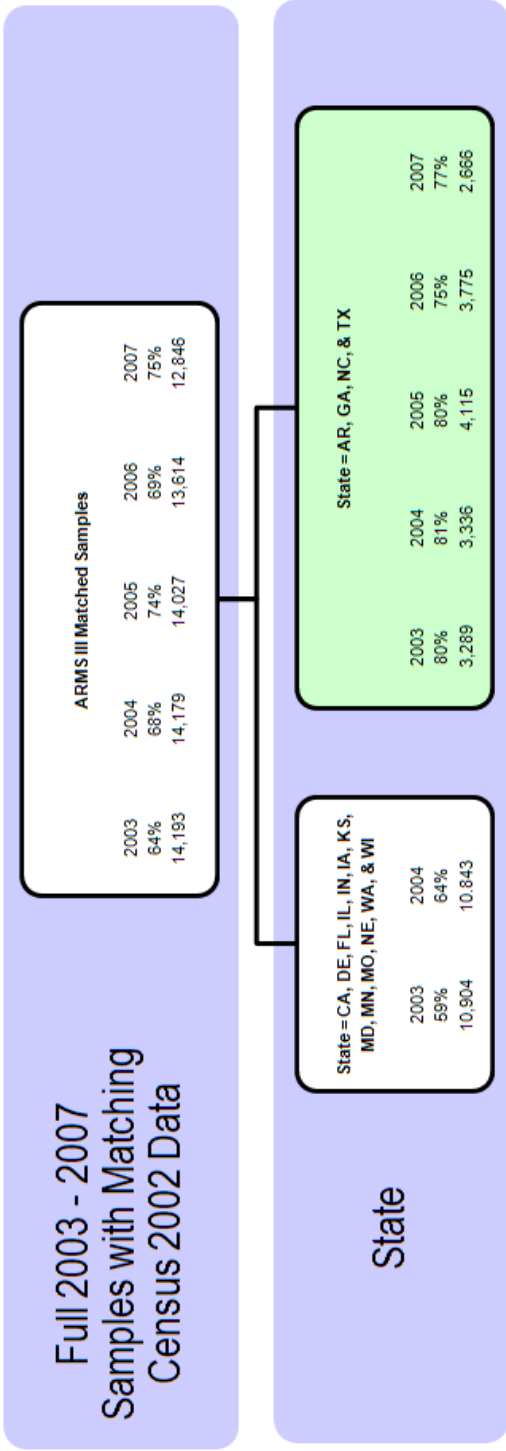 Full 2003 - 2007
Samples with Matching
Census 2002 Data
ARMS III Matched Samples
2003 2004 2005 2006 2007
64% 68% 74% 69% 75%
14,193 14,179 14,027 13,614 12,846
State
State = CA, DE, FL, IL, IN, IA, KS,
MD, MN, MO, NE, WA, & WI
2003 2004
59% 64%
10,904 10.843
State = AR, GA, NC, & TX
2003 2004 2005 2006 2007
80% 81% 80% 75% 77%
3,289 3,336 4,115 3,775 2,666